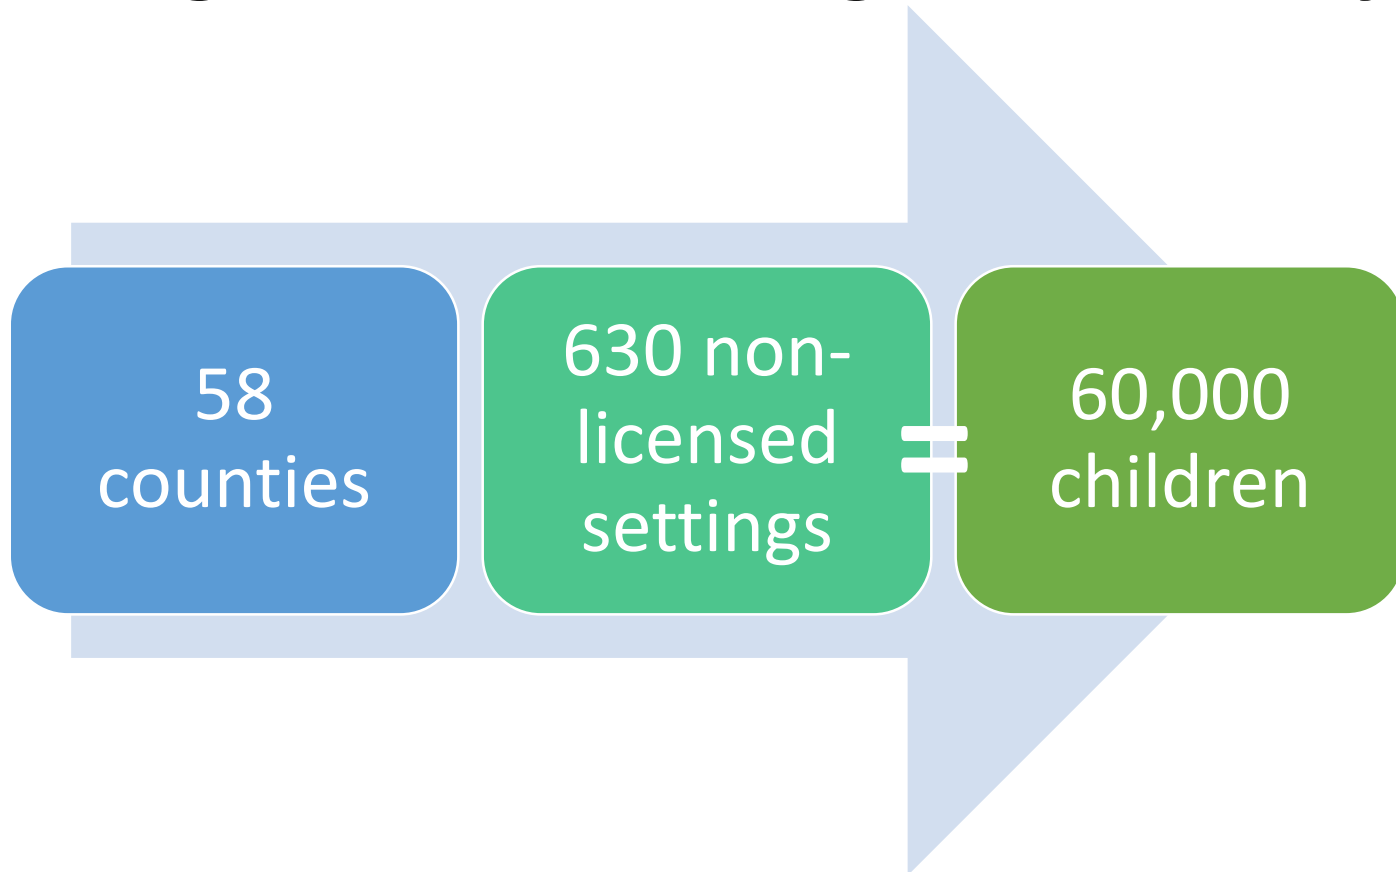 58
counties
630 non-
licensed
settings
=
60,000
children